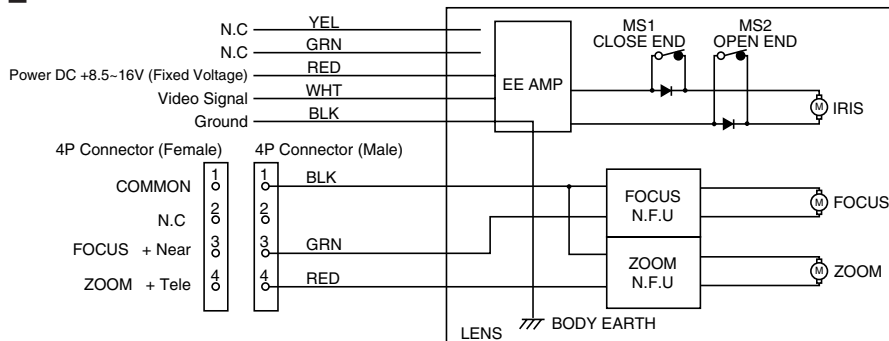 N.C YEL
N.C GRN
Power DC +8.5~16V (Fixed Voltage) RED
Video Signal WHT
Ground BLK
EE AMP
MS1
CLOSE END
MS2
OPEN END
M IRIS
4P Connector (Female) 4P Connector (Male)
COMMON 1 1 BLK
N.C 2 2
FOCUS + Near 3 3 GRN
ZOOM + Tele 4 4 RED
FOCUS
N.F.U
M FOCUS
ZOOM
N.F.U
M ZOOM
LENS
BODY EARTH